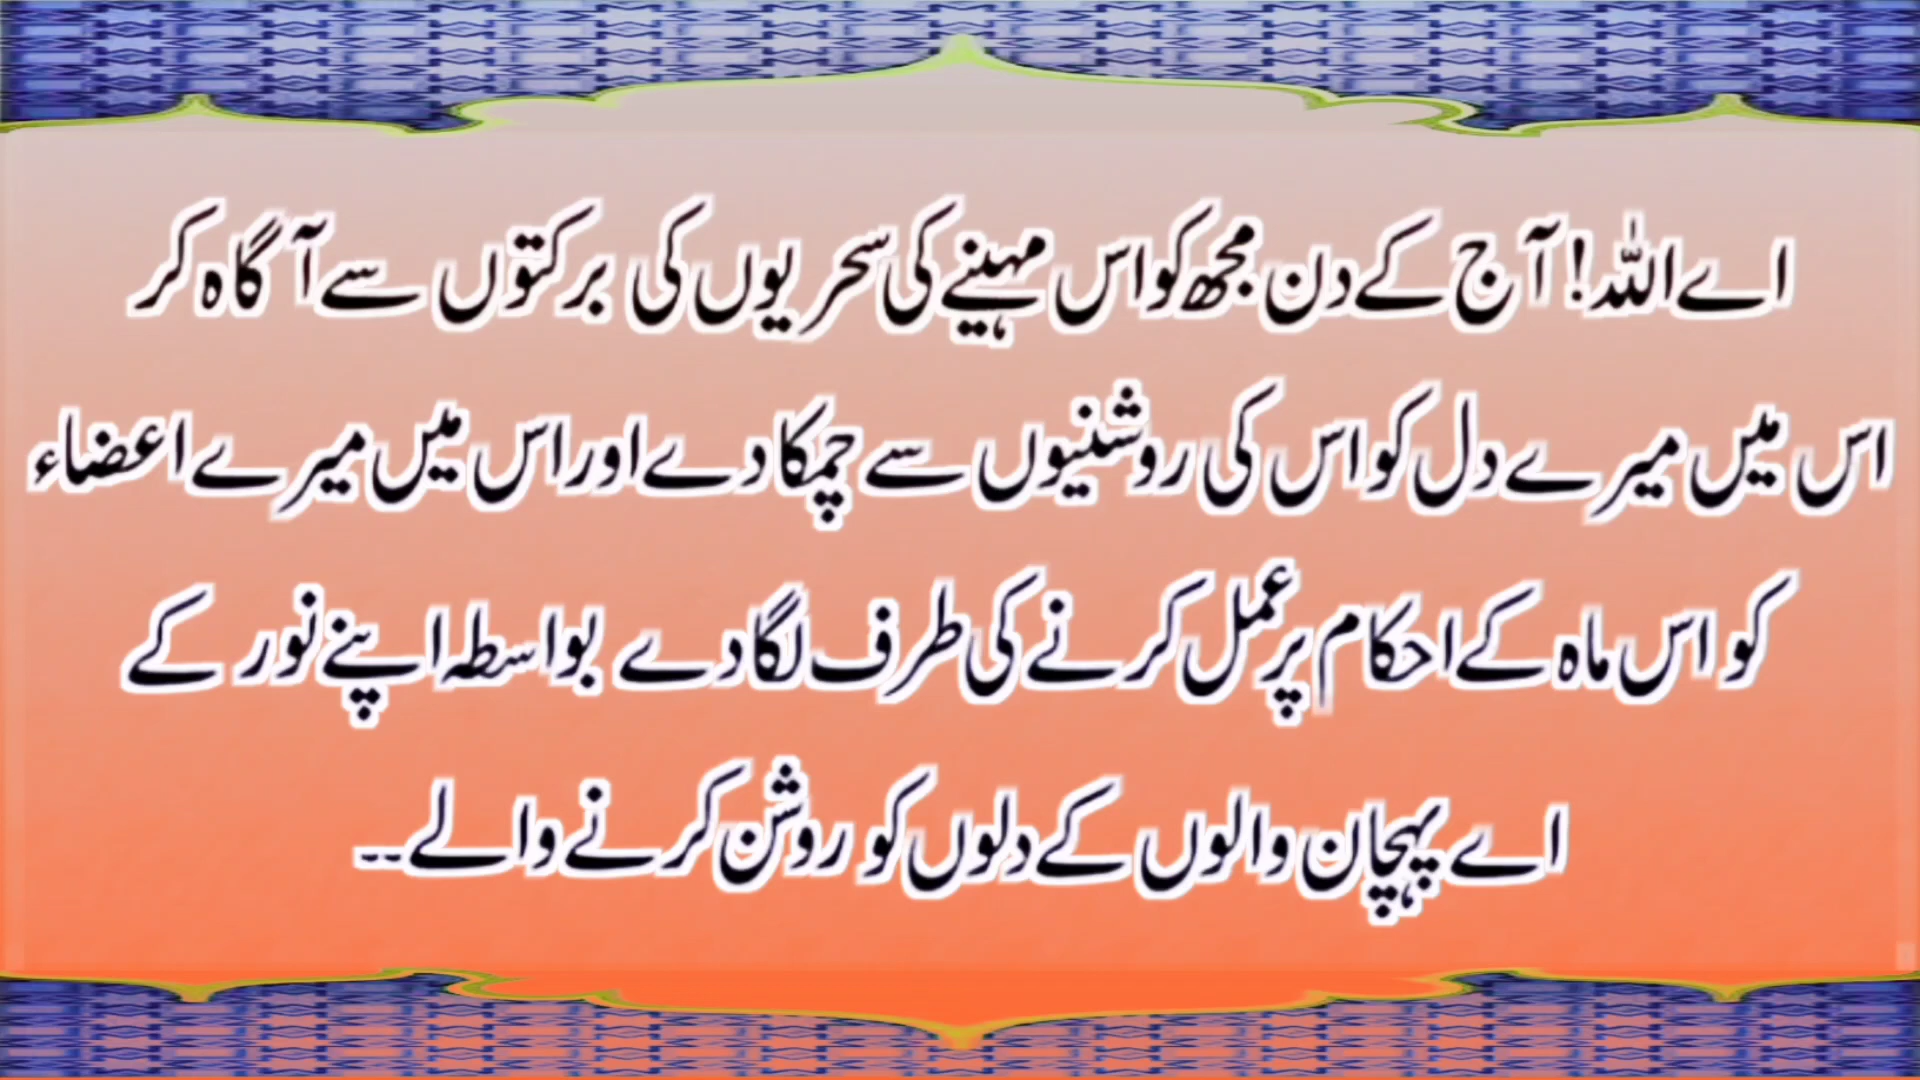 اے اللہ! آج کے دن مجھ کو اس مہینے کی سحریوں کی برکتوں سے آگاہ کر
اس میں میرے دل کو اس کی روشنیوں سے چمکا دے اور اس میں میرے اعضاء
کو اس ماہ کے احکام پر عمل کرنے کی طرف لگا دے بواسطہ اپنے نور کے
اے پہچان والوں کے دلوں کو روشن کرنے والے۔۔